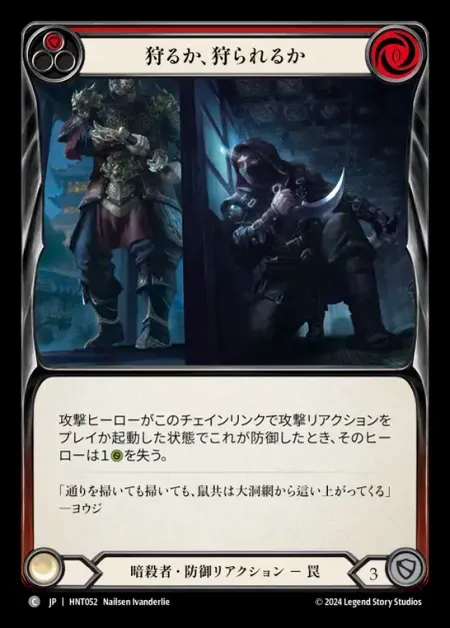 狩るか、狩られるか
0
攻撃ヒーローがこのチェインリンクで攻撃リアクションを
プレイか起動した状態でこれが防御したとき、そのヒー
ローは1を失う。
「通りを掃いても掃いても、鼠共は大洞網から這い上がってくる」
—ヨウジ
暗殺者・防御リアクション ― 罠
3
C JP | HNT052 Nailsen Ivanderlie
© 2024 Legend Story Studios